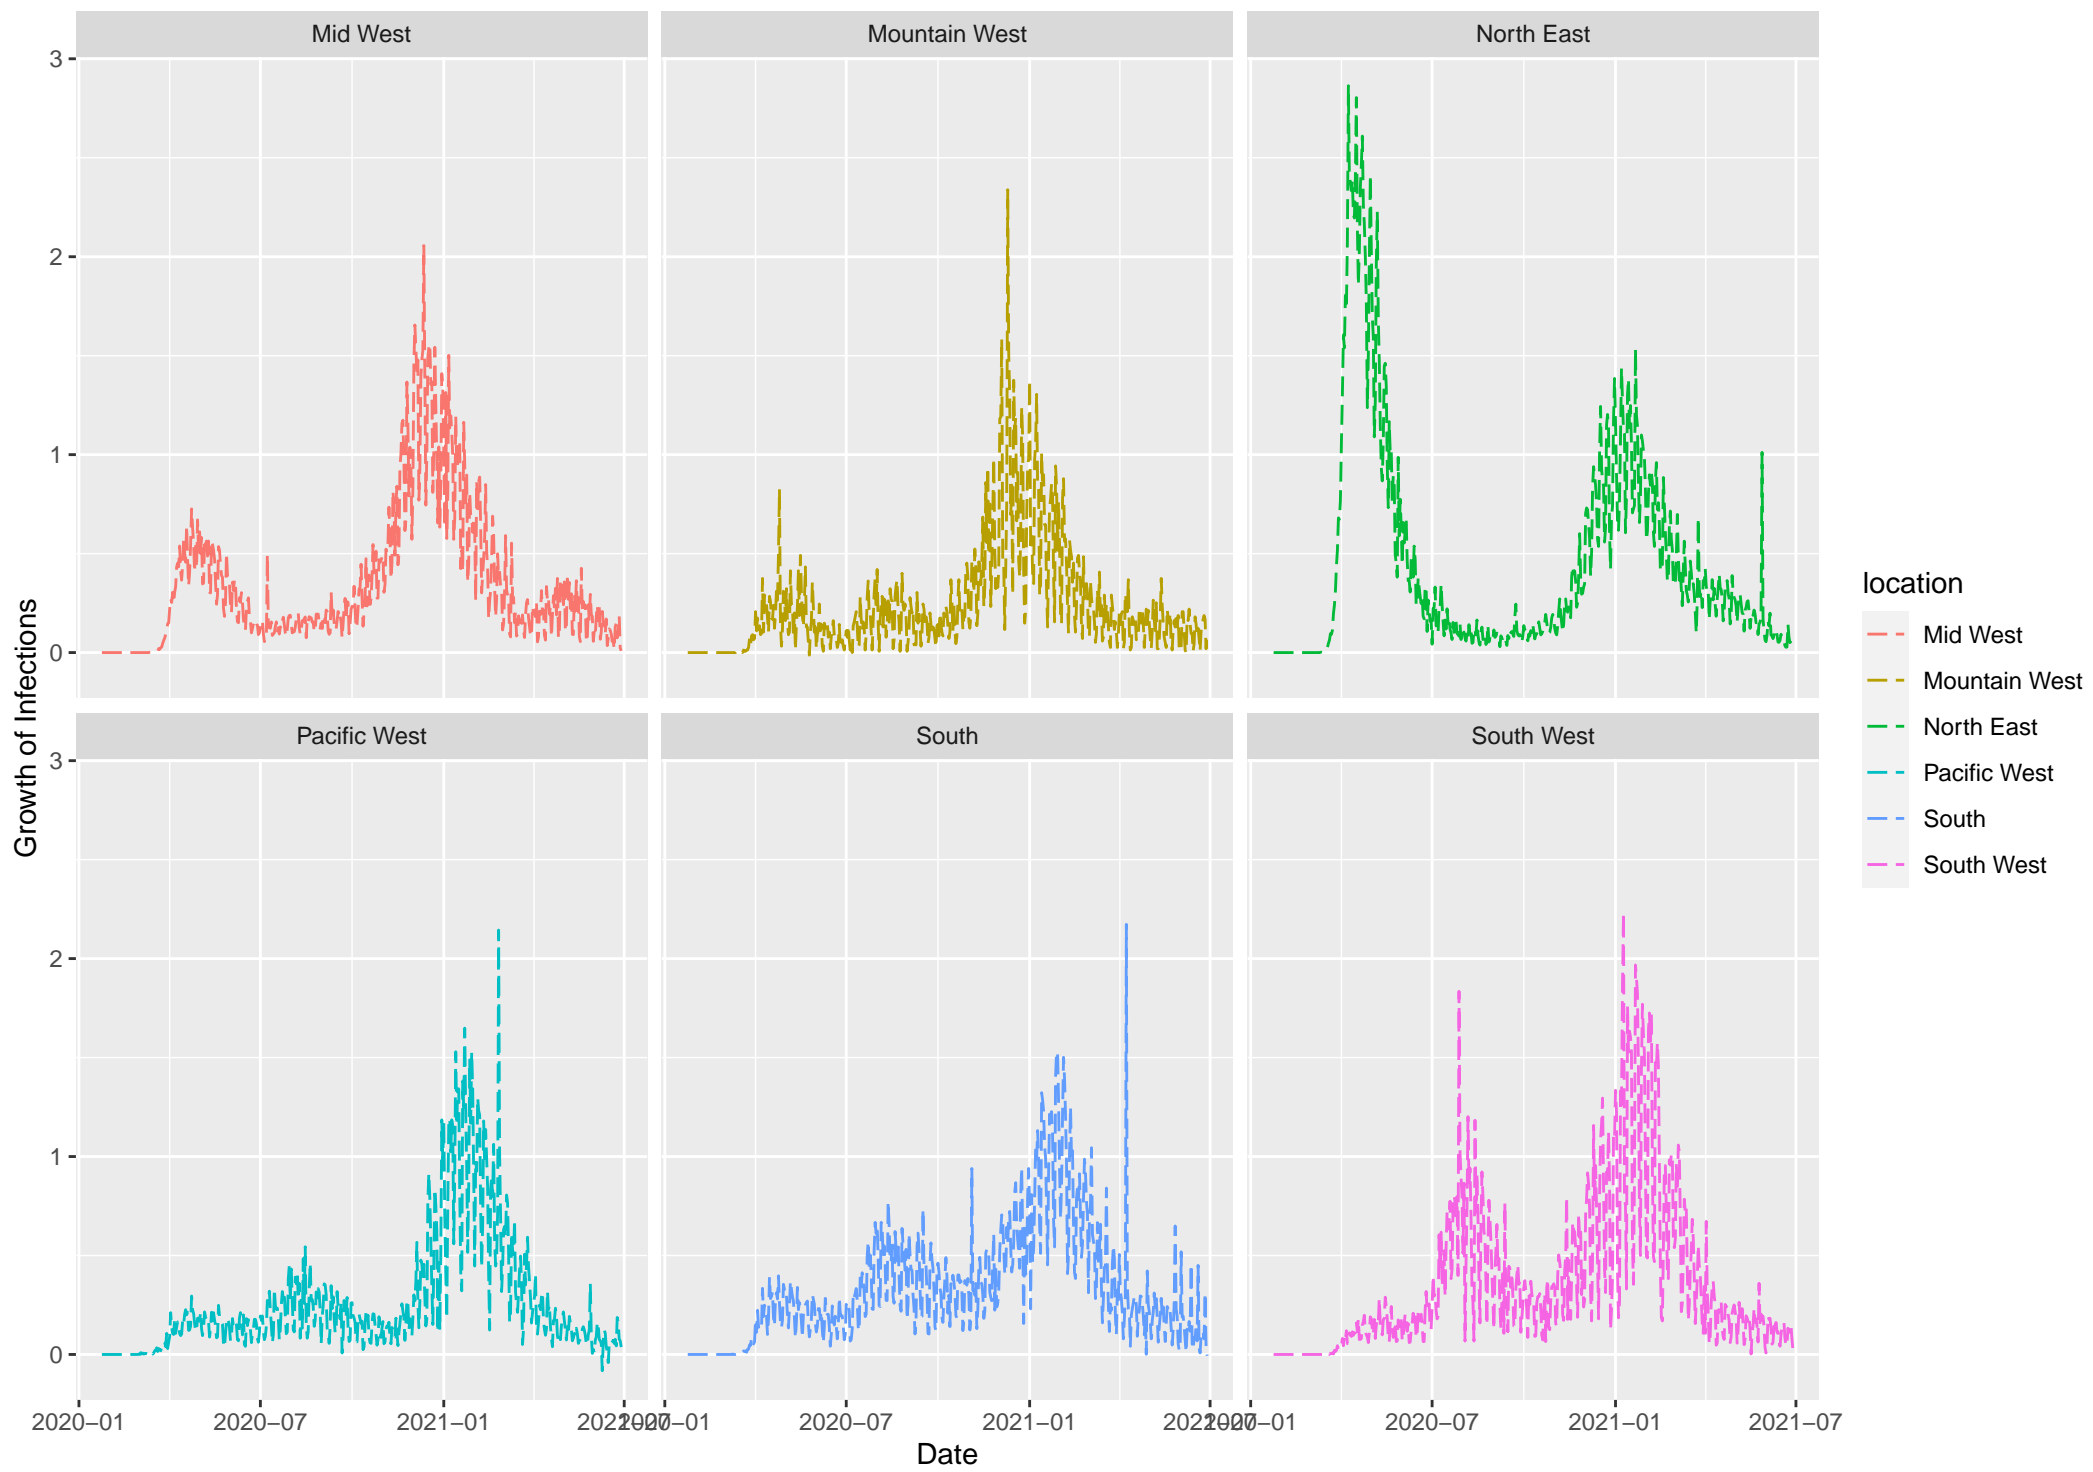 Mid West
Mountain West
North East
3
2
1
0
Pacific West
South
South West
3
2
1
0
Growth of Infections
2020–01
2020–07
2021–01
2021–07
2020–01
2020–07
2021–01
2021–07
2020–01
2020–07
2021–01
2021–07
Date
location
Mid West
Mountain West
North East
Pacific West
South
South West